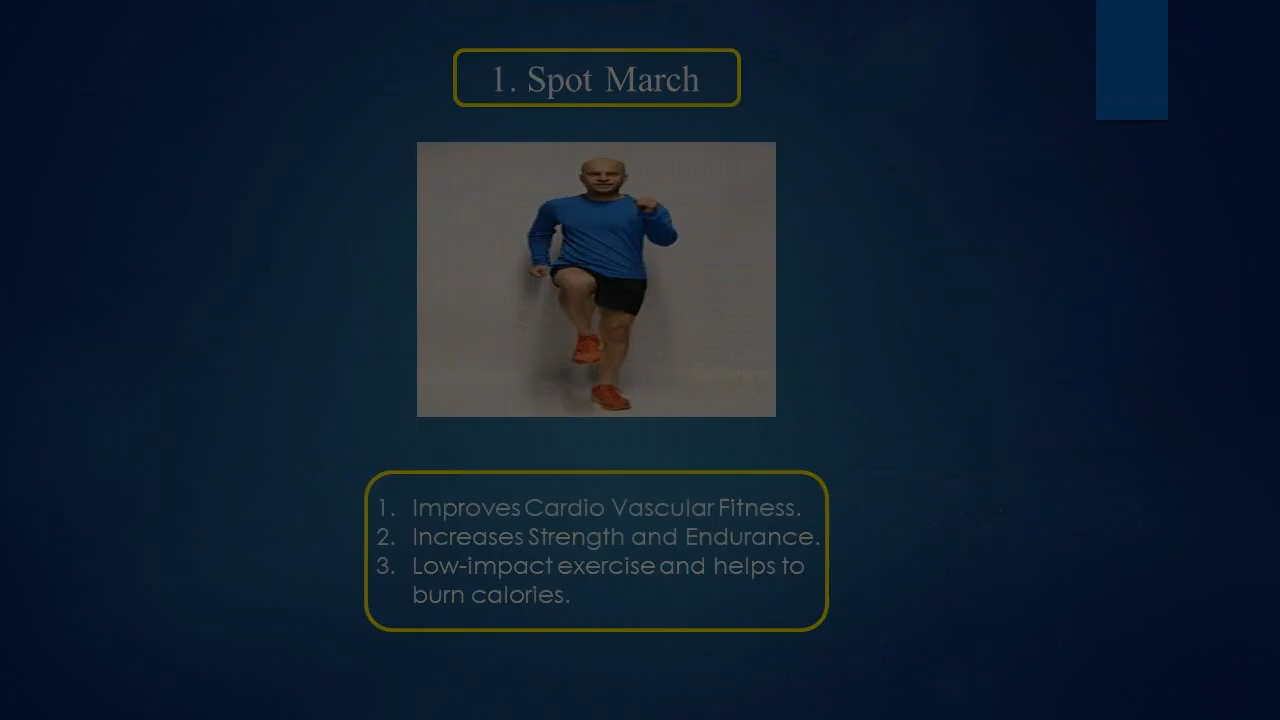 1. Spot March
1. Improves Cardio Vascular Fitness.
2. Increases Strength and Endurance.
3. Low-impact exercise and helps to
burn calories.